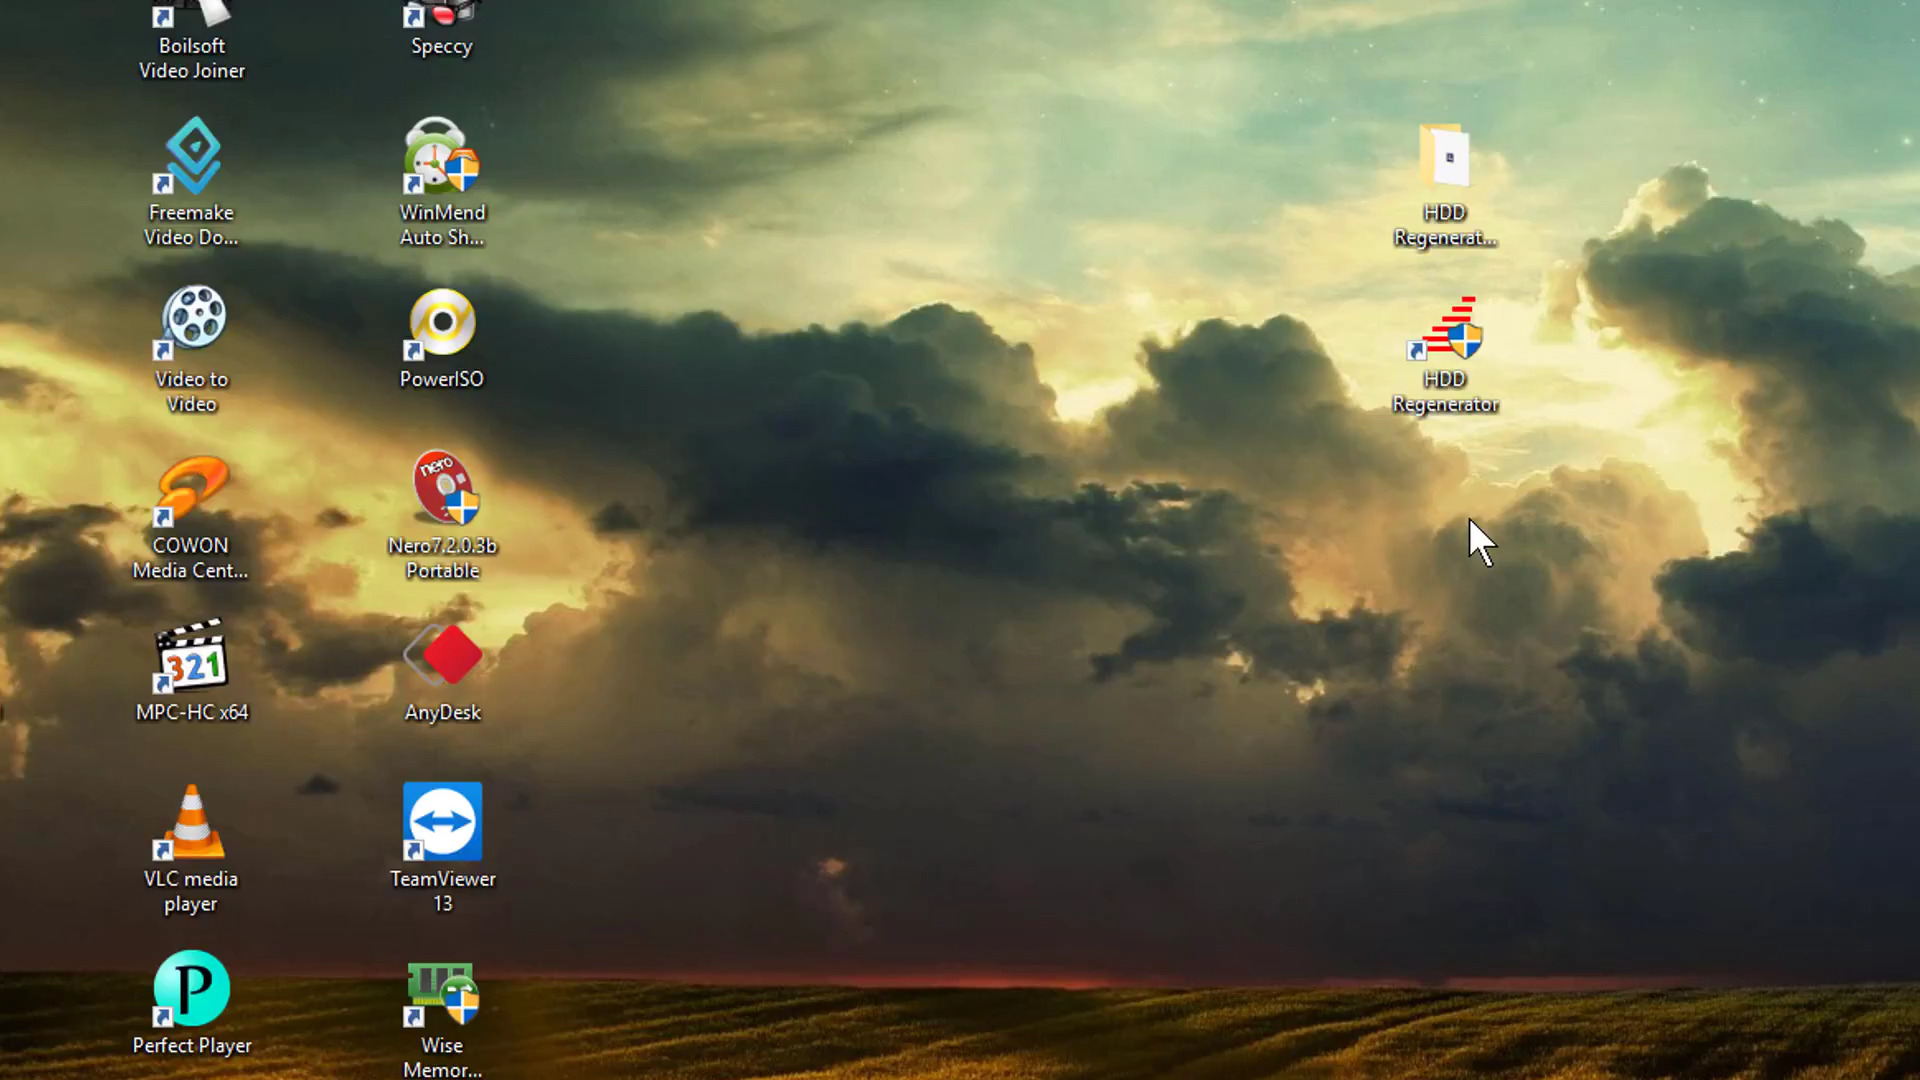 Boilsoft
Video Joiner
Speccy
Freemake
Video Do...
WinMend
Auto Sh...
HDD
Regenerat...
Video to
Video
PowerISO
HDD
Regenerator
nero
COWON
Media Cent...
Nero7.2.0.3b
Portable
321
MPC-HC x64
AnyDesk
VLC media
player
TeamViewer
13
P
Perfect Player
Wise
Memor...